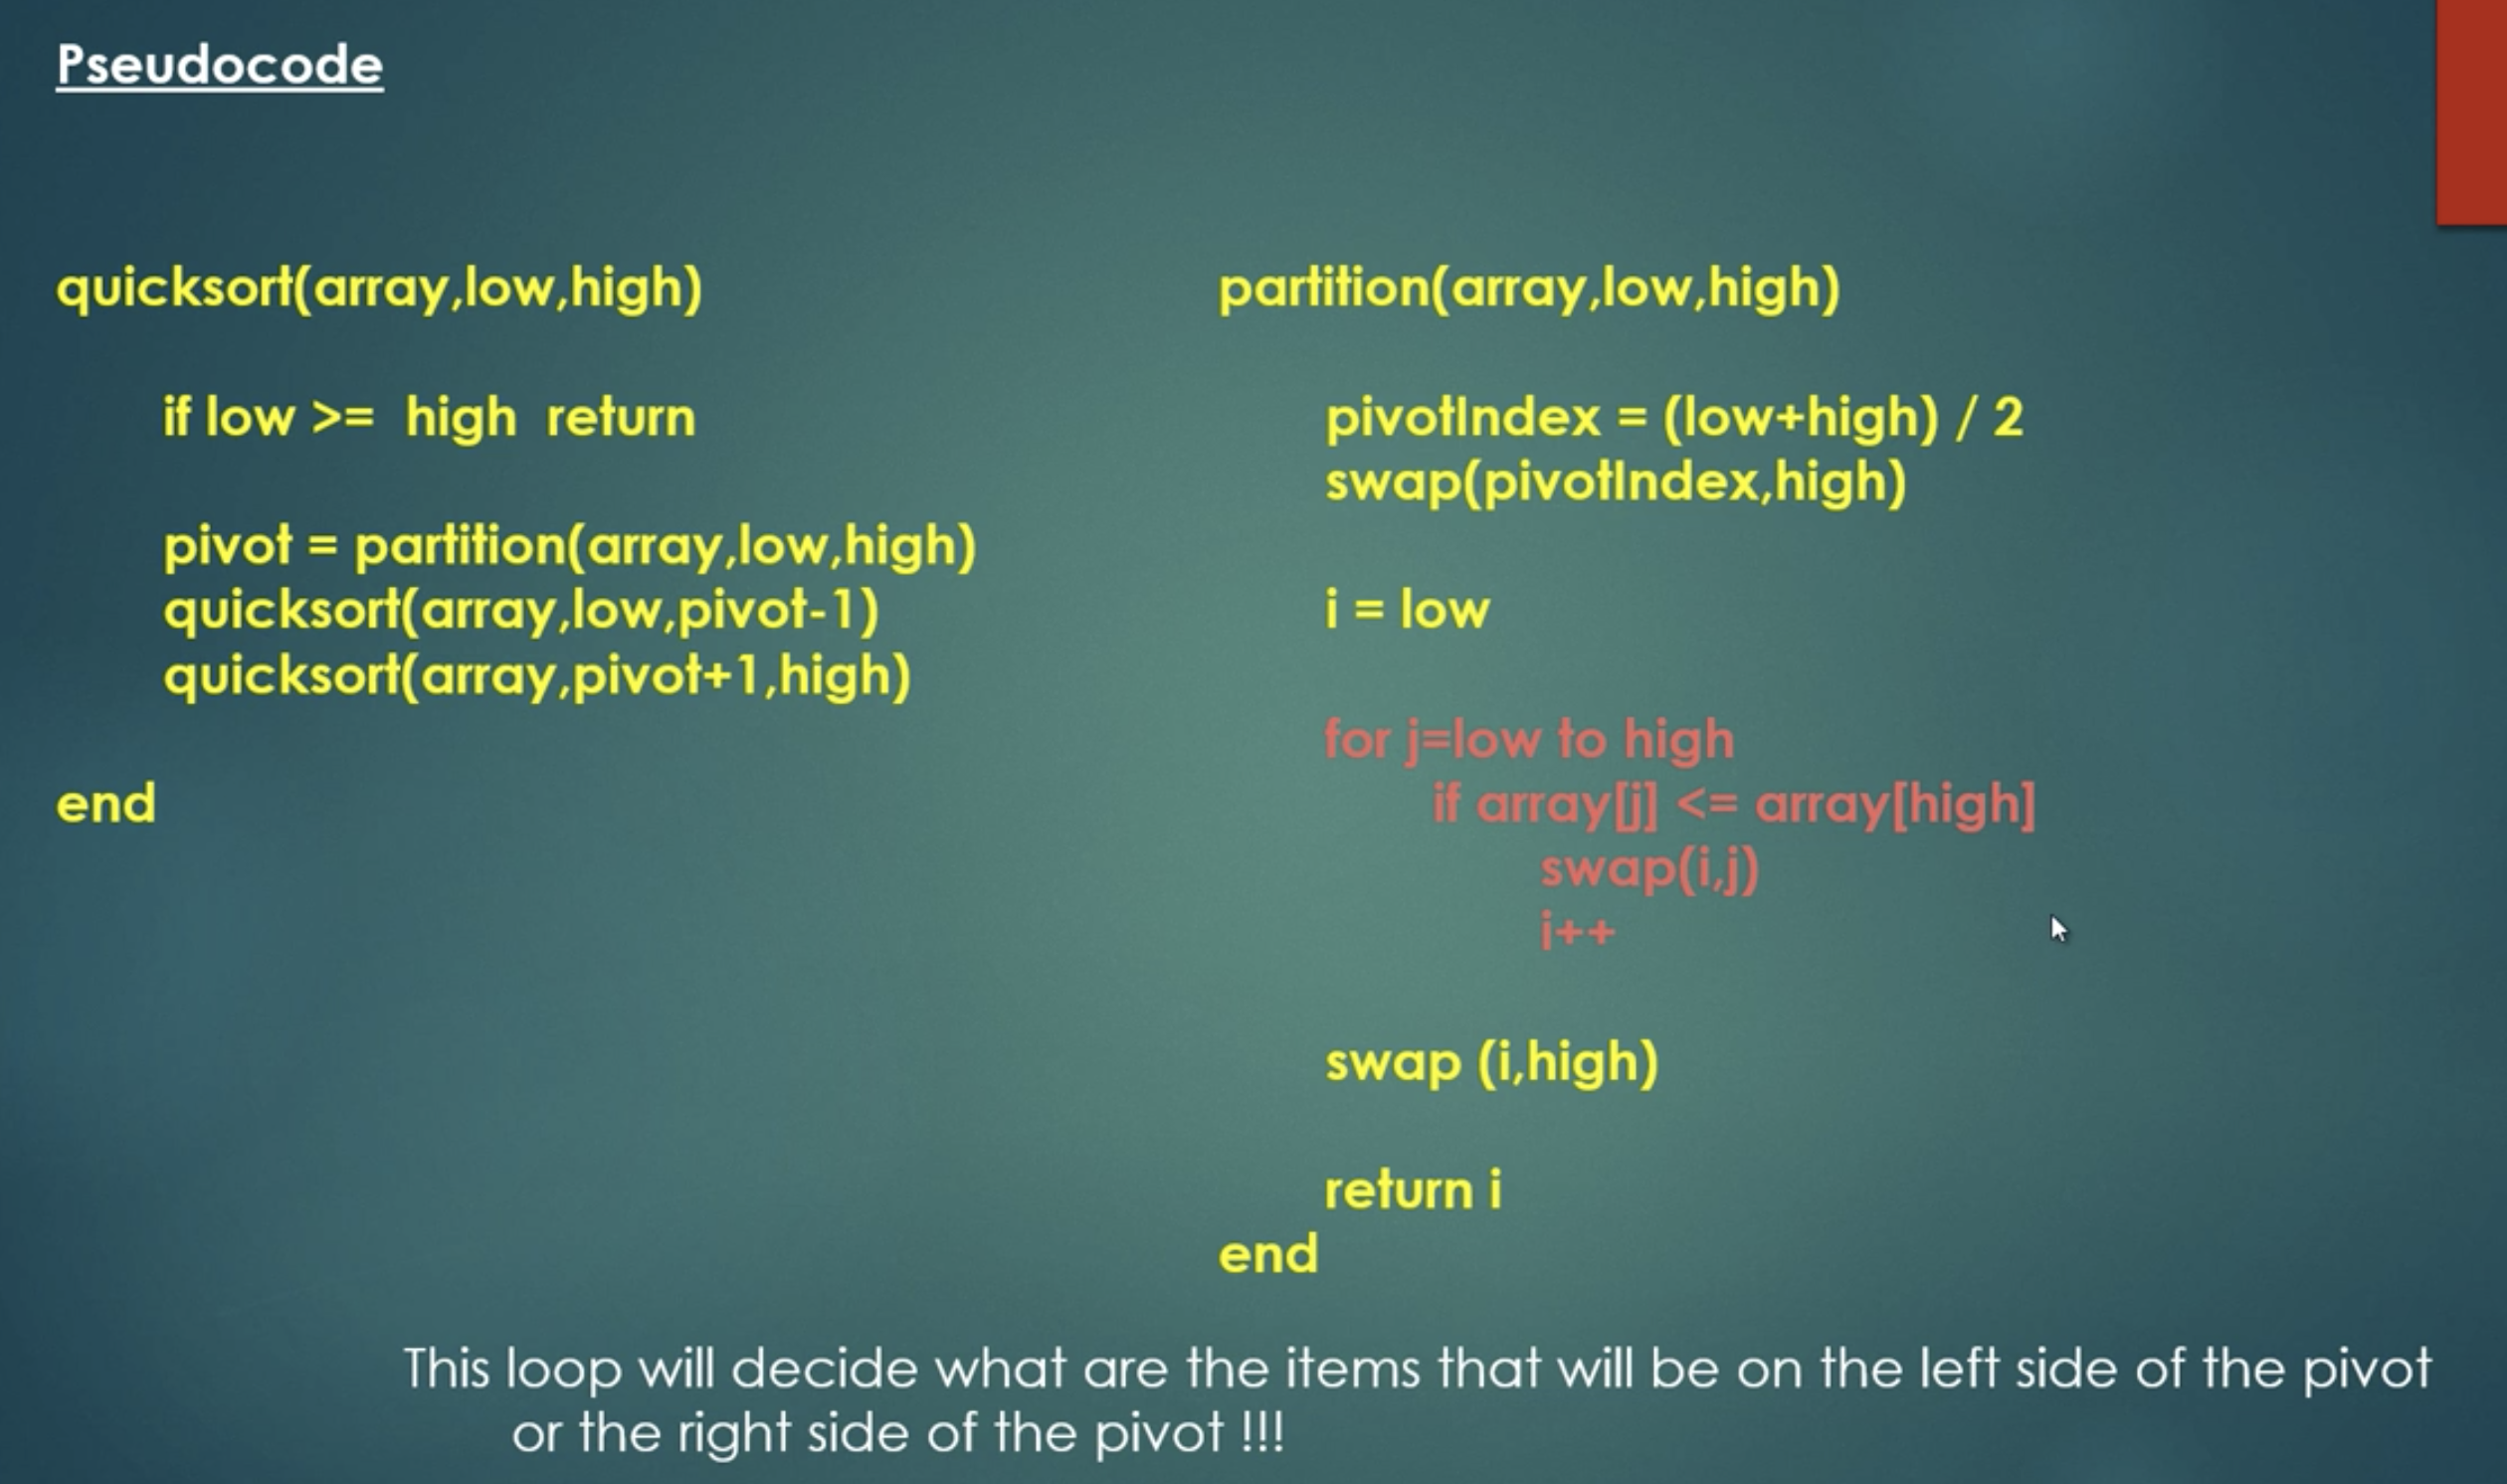 Pseudocode
quicksort(array,low,high)
if low >= high return
pivot = partition(array,low,high)
quicksort(array,low,pivot-1)
quicksort(array,pivot+1,high)
end
partition(array,low,high)
pivotIndex = (low+high) / 2
swap(pivotIndex,high)
i = low
for j=low to high
if array[j] <= array[high]
swap(i,j)
i++
swap (i,high)
return i
end
This loop will decide what are the items that will be on the left side of the pivot
or the right side of the pivot !!!